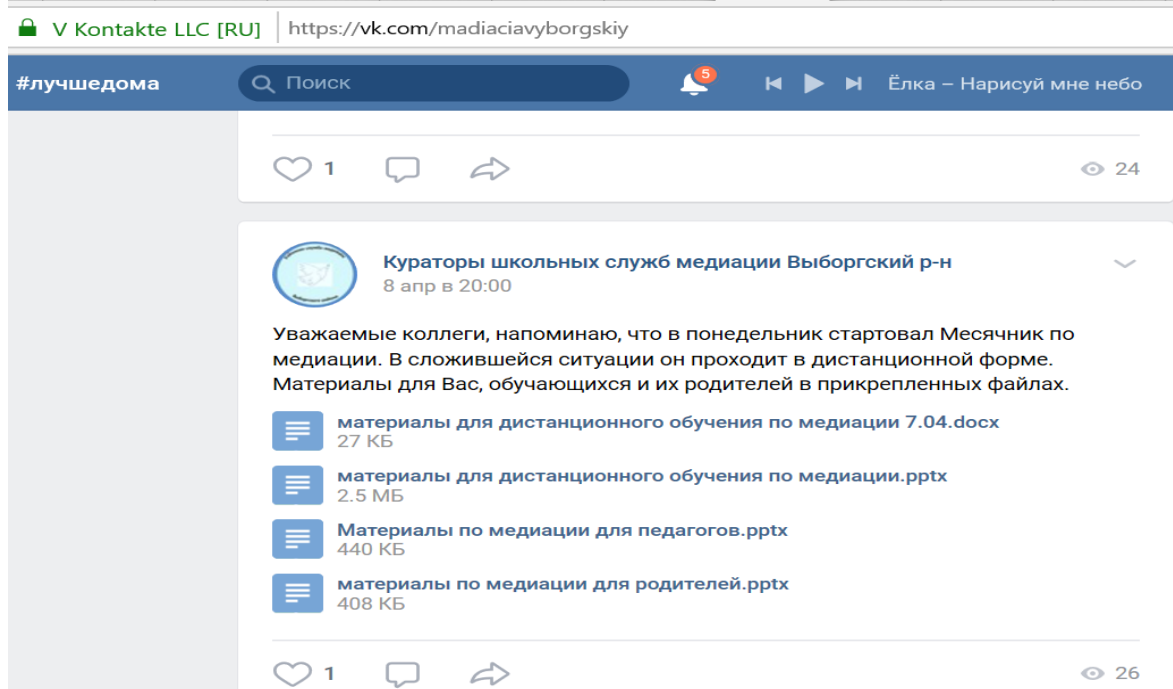 V Kontakte LLC [RU] https://vk.com/madiaciavyborgskiy
#лучшедома Поиск 5 Ёлка – Нарисуй мне небо
1 24
Кураторы школьных служб медиации Выборгский р-н
8 апр в 20:00
Уважаемые коллеги, напоминаю, что в понедельник стартовал Месячник по
медиации. В сложившейся ситуации он проходит в дистанционной форме.
Материалы для Вас, обучающихся и их родителей в прикрепленных файлах.
материалы для дистанционного обучения по медиации 7.04.docx
27 КБ
материалы для дистанционного обучения по медиации.pptx
2.5 МБ
Материалы по медиации для педагогов.pptx
440 КБ
материалы по медиации для родителей.pptx
408 КБ
1 26